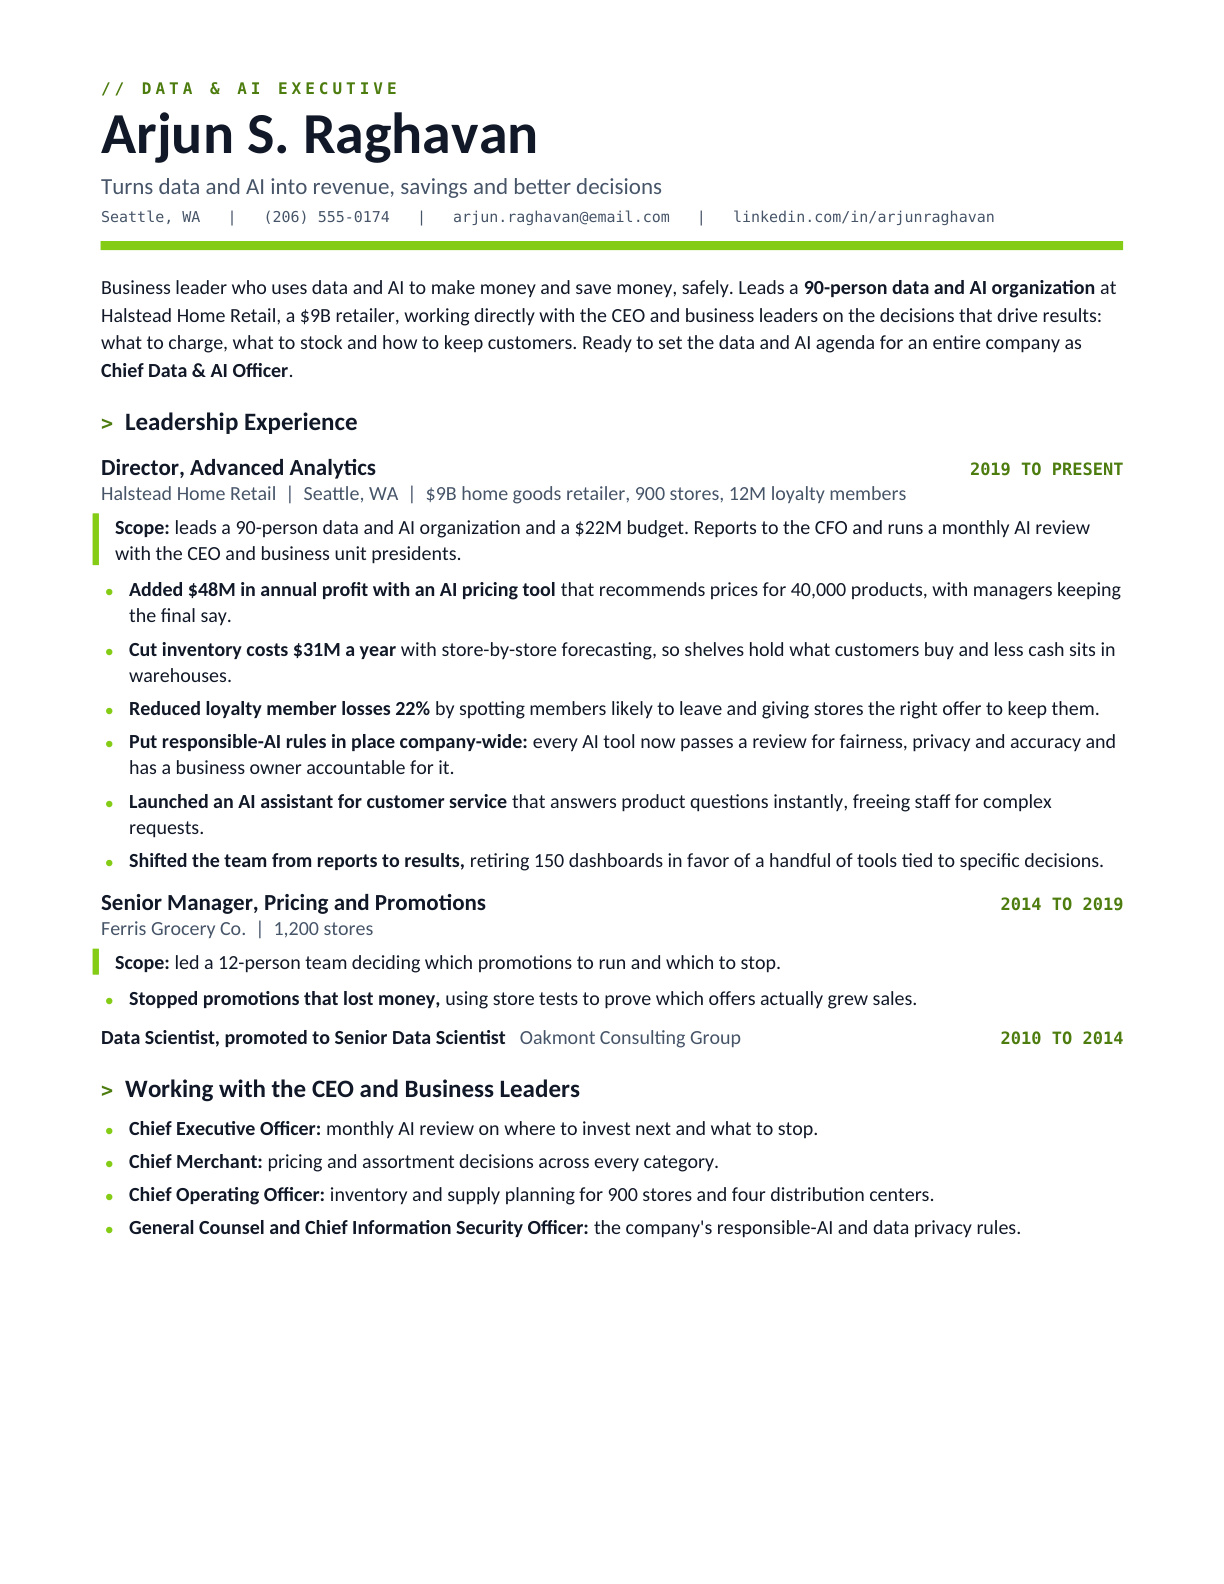 // DATA & AI EXECUTIVE
Arjun S. Raghavan
Turns data and AI into revenue, savings and better decisions
Seattle, WA | (206) 555-0174 | arjun.raghavan@email.com | linkedin.com/in/arjunraghavan
Business leader who uses data and AI to make money and save money, safely. Leads a 90-person data and AI organization at
Halstead Home Retail, a $9B retailer, working directly with the CEO and business leaders on the decisions that drive results:
what to charge, what to stock and how to keep customers. Ready to set the data and AI agenda for an entire company as
Chief Data & AI Officer.
> Leadership Experience
Director, Advanced Analytics 2019 TO PRESENT
Halstead Home Retail | Seattle, WA | $9B home goods retailer, 900 stores, 12M loyalty members
Scope: leads a 90-person data and AI organization and a $22M budget. Reports to the CFO and runs a monthly AI review
with the CEO and business unit presidents.
• Added $48M in annual profit with an AI pricing tool that recommends prices for 40,000 products, with managers keeping
the final say.
• Cut inventory costs $31M a year with store-by-store forecasting, so shelves hold what customers buy and less cash sits in
warehouses.
• Reduced loyalty member losses 22% by spotting members likely to leave and giving stores the right offer to keep them.
• Put responsible-AI rules in place company-wide: every AI tool now passes a review for fairness, privacy and accuracy and
has a business owner accountable for it.
• Launched an AI assistant for customer service that answers product questions instantly, freeing staff for complex
requests.
• Shifted the team from reports to results, retiring 150 dashboards in favor of a handful of tools tied to specific decisions.
Senior Manager, Pricing and Promotions 2014 TO 2019
Ferris Grocery Co. | 1,200 stores
Scope: led a 12-person team deciding which promotions to run and which to stop.
• Stopped promotions that lost money, using store tests to prove which offers actually grew sales.
Data Scientist, promoted to Senior Data Scientist Oakmont Consulting Group 2010 TO 2014
> Working with the CEO and Business Leaders
• Chief Executive Officer: monthly AI review on where to invest next and what to stop.
• Chief Merchant: pricing and assortment decisions across every category.
• Chief Operating Officer: inventory and supply planning for 900 stores and four distribution centers.
• General Counsel and Chief Information Security Officer: the company's responsible-AI and data privacy rules.